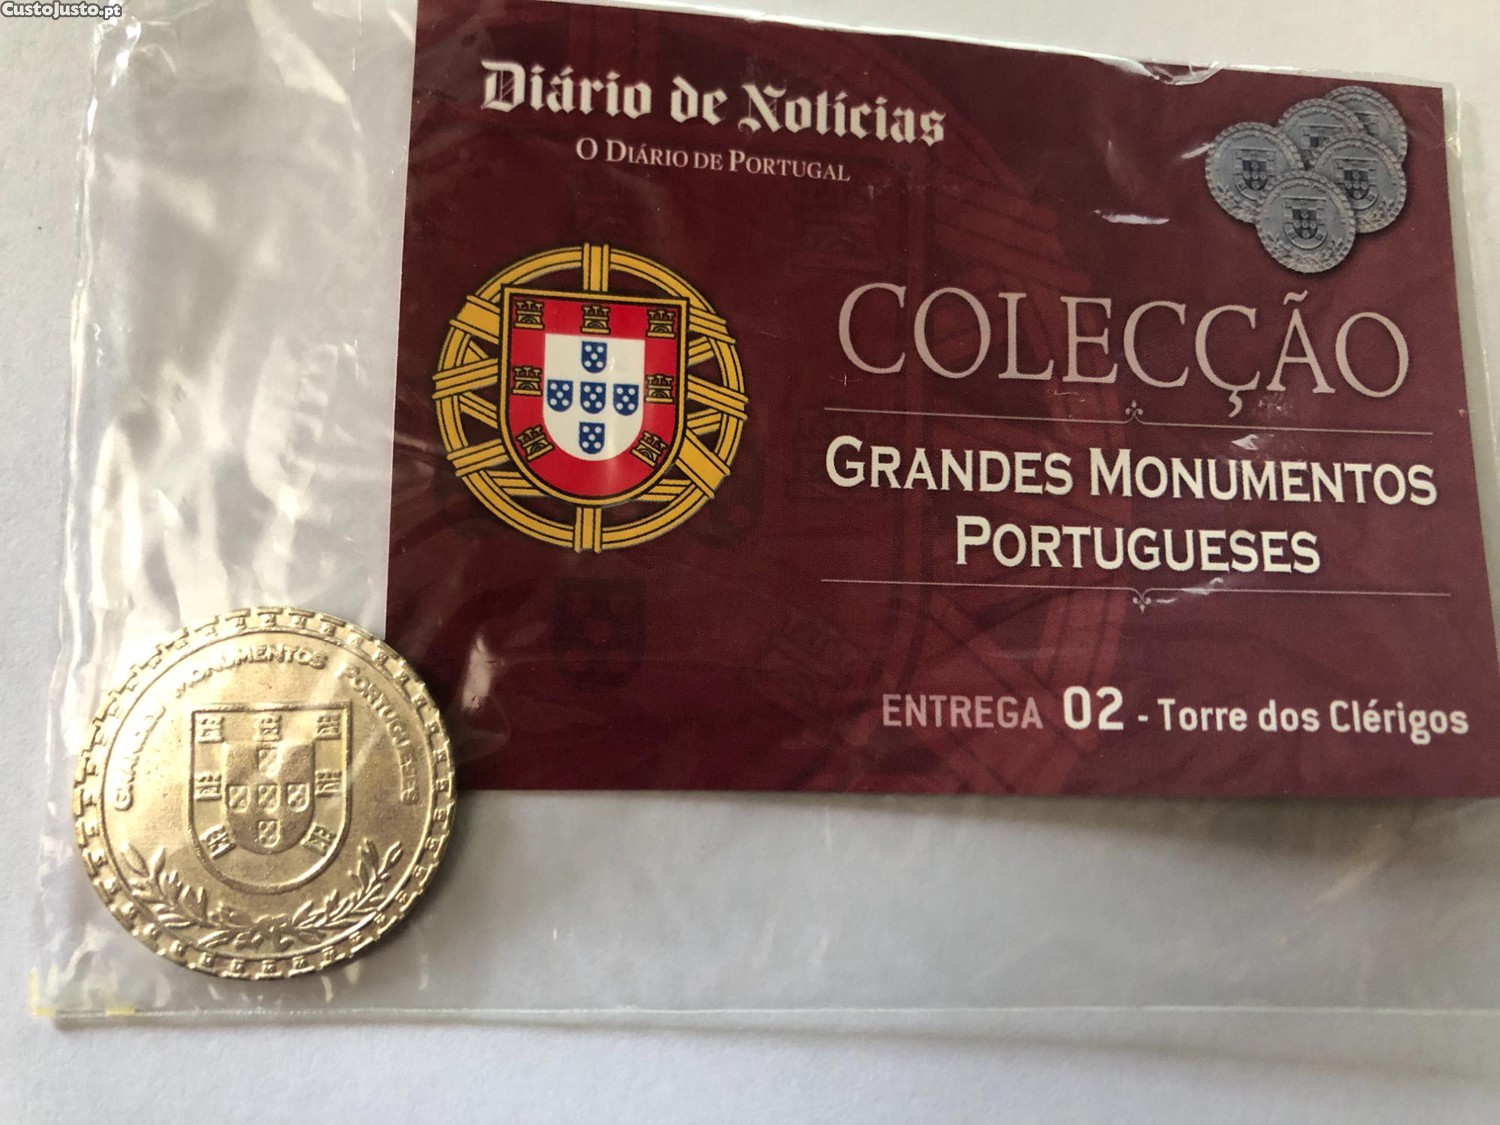 CustoJusto.pt
Diário de Notícias
O DIÁRIO DE PORTUGAL
COLECÇÃO
GRANDES MONUMENTOS
PORTUGUESES
ENTREGA 02 - Torre dos Clérigos
GRANDES MONUMENTOS PORTUGUESES